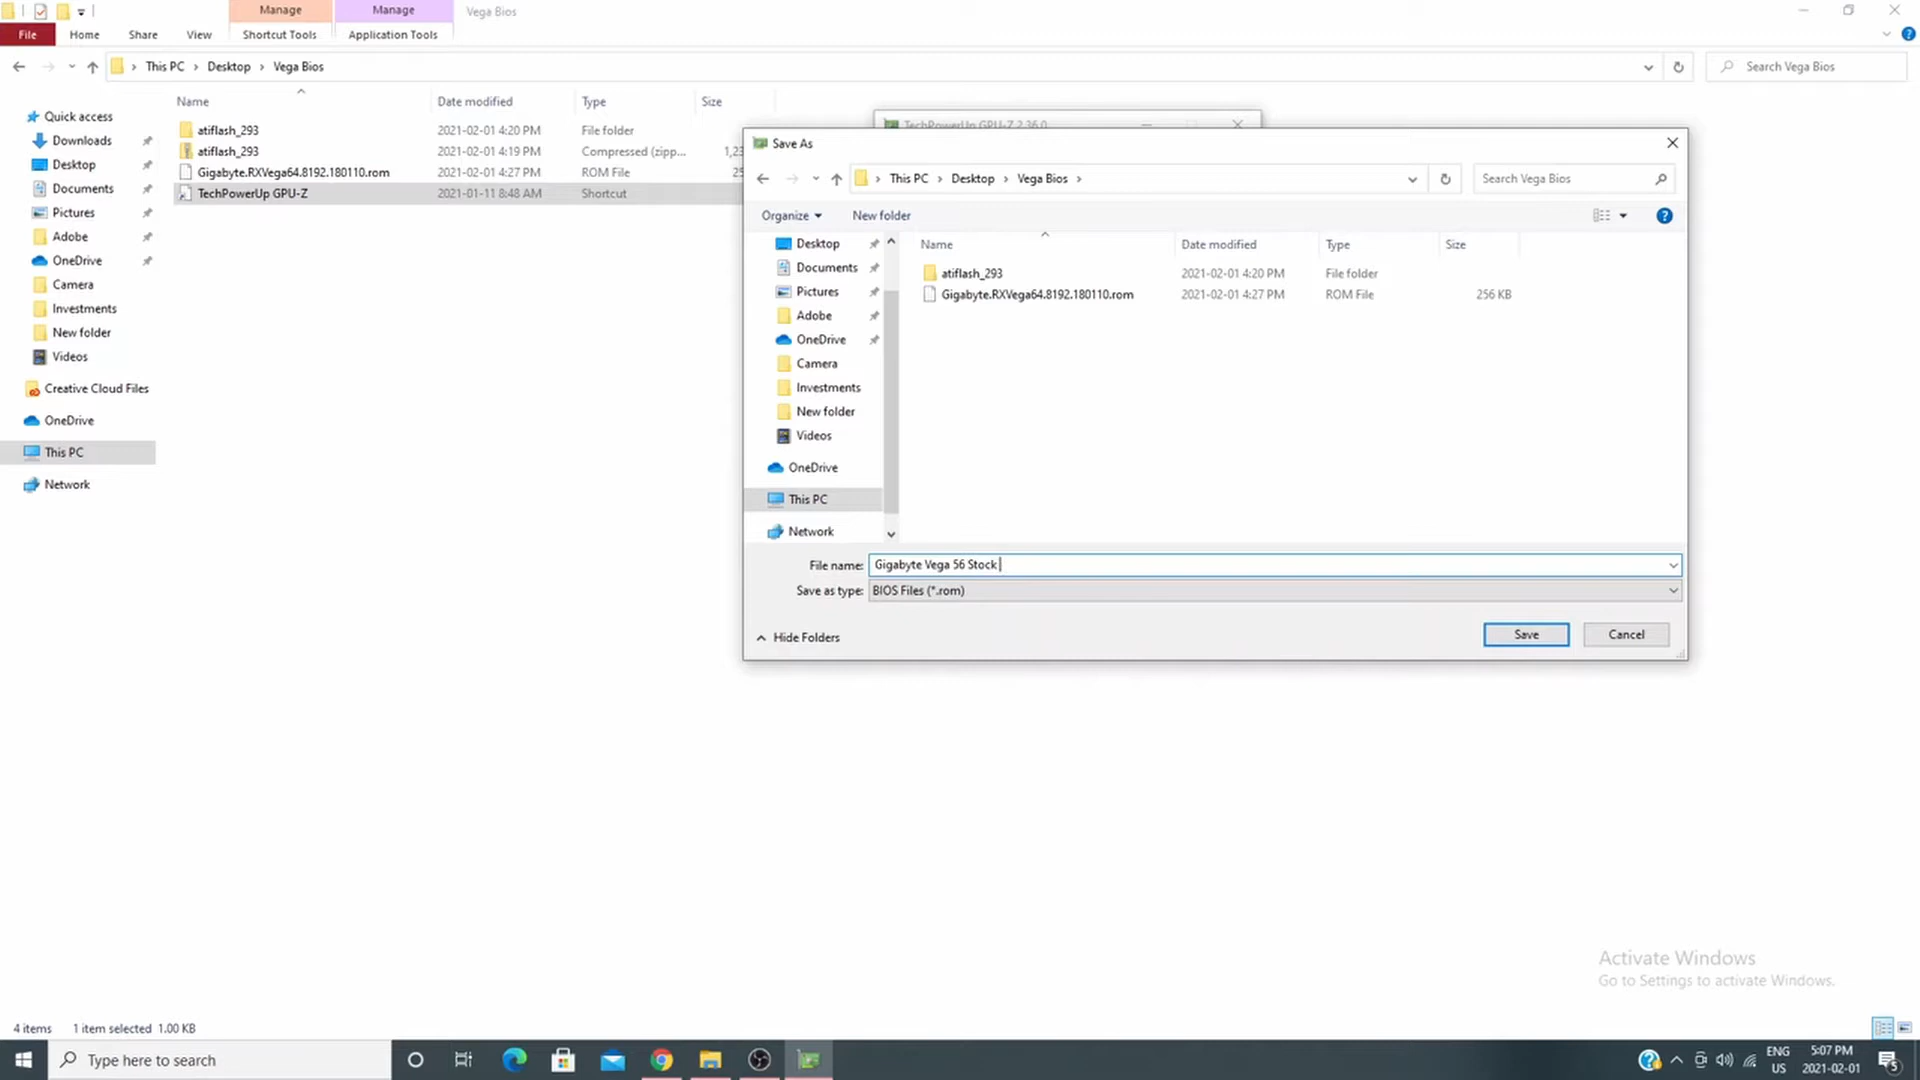 Manage
Manage
Vega Bios
File
Home
Share
View
Shortcut Tools
Application Tools
This PC
Desktop
Vega Bios
Search Vega Bios
Name
Date modified
Type
Size
atiflash_293
2021-02-01 4:20 PM
File folder
atiflash_293
2021-02-01 4:19 PM
Compressed (zipp...
1,23
Gigabyte.RXVega64.8192.180110.rom
2021-02-01 4:27 PM
ROM File
25
TechPowerUp GPU-Z
2021-01-11 8:48 AM
Shortcut
Quick access
Downloads
Desktop
Documents
Pictures
Adobe
OneDrive
Camera
Investments
New folder
Videos
Creative Cloud Files
OneDrive
This PC
Network
TechPowerUp GPU-Z 2.36.0
Save As
This PC
Desktop
Vega Bios
Search Vega Bios
Organize
New folder
Desktop
Documents
Pictures
Adobe
OneDrive
Camera
Investments
New folder
Videos
OneDrive
This PC
Network
Name
Date modified
Type
Size
atiflash_293
2021-02-01 4:20 PM
File folder
Gigabyte.RXVega64.8192.180110.rom
2021-02-01 4:27 PM
ROM File
256 KB
File name:
Gigabyte Vega 56 Stock
Save as type:
BIOS Files (*.rom)
Hide Folders
Save
Cancel
Activate Windows
Go to Settings to activate Windows.
4 items
1 item selected 1.00 KB
Type here to search
ENG
US
5:07 PM
2021-02-01
5